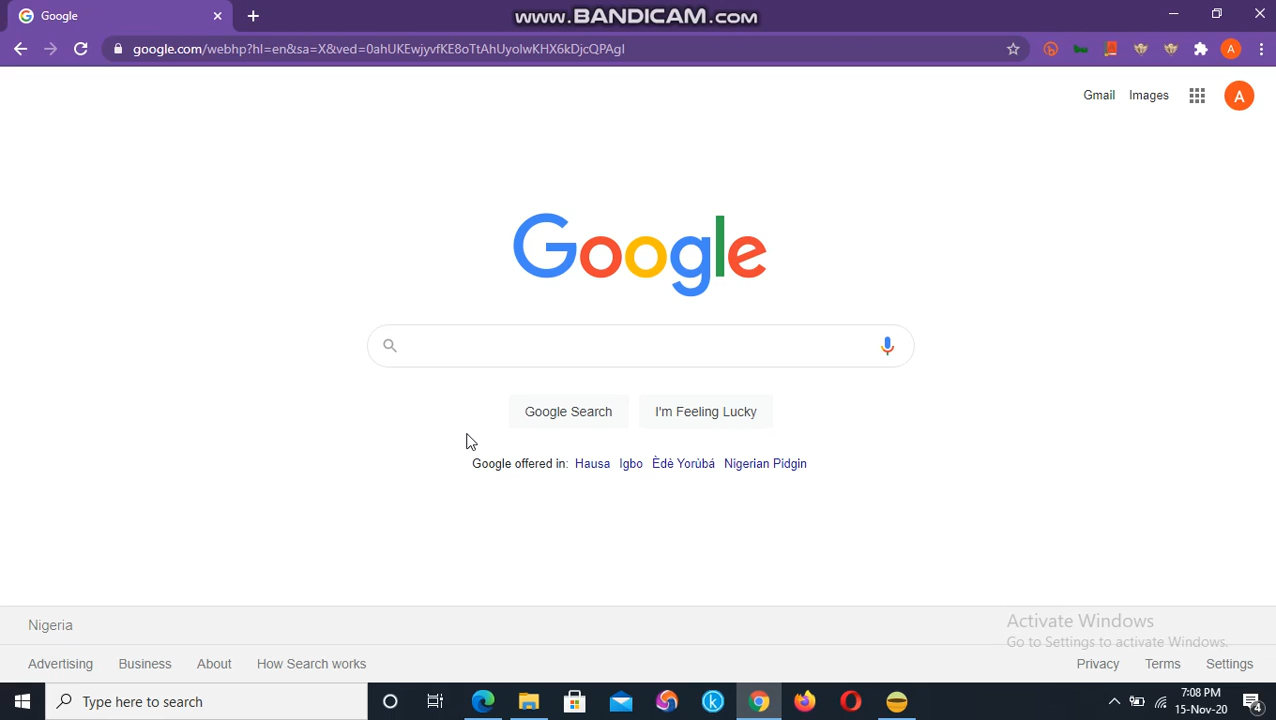 Google
www.BANDICAM.com
google.com/webhp?hl=en&sa=X&ved=0ahUKEwjyvfKE8oTtAhUyolwKHX6kDjcQPAgI
A
Gmail Images A
Google
Google Search I'm Feeling Lucky
Google offered in: Hausa Igbo Èdè Yorùbá Nigerian Pidgin
Nigeria
Activate Windows
Go to Settings to activate Windows.
Advertising Business About How Search works Privacy Terms Settings
Type here to search
7:08 PM
15-Nov-20
4